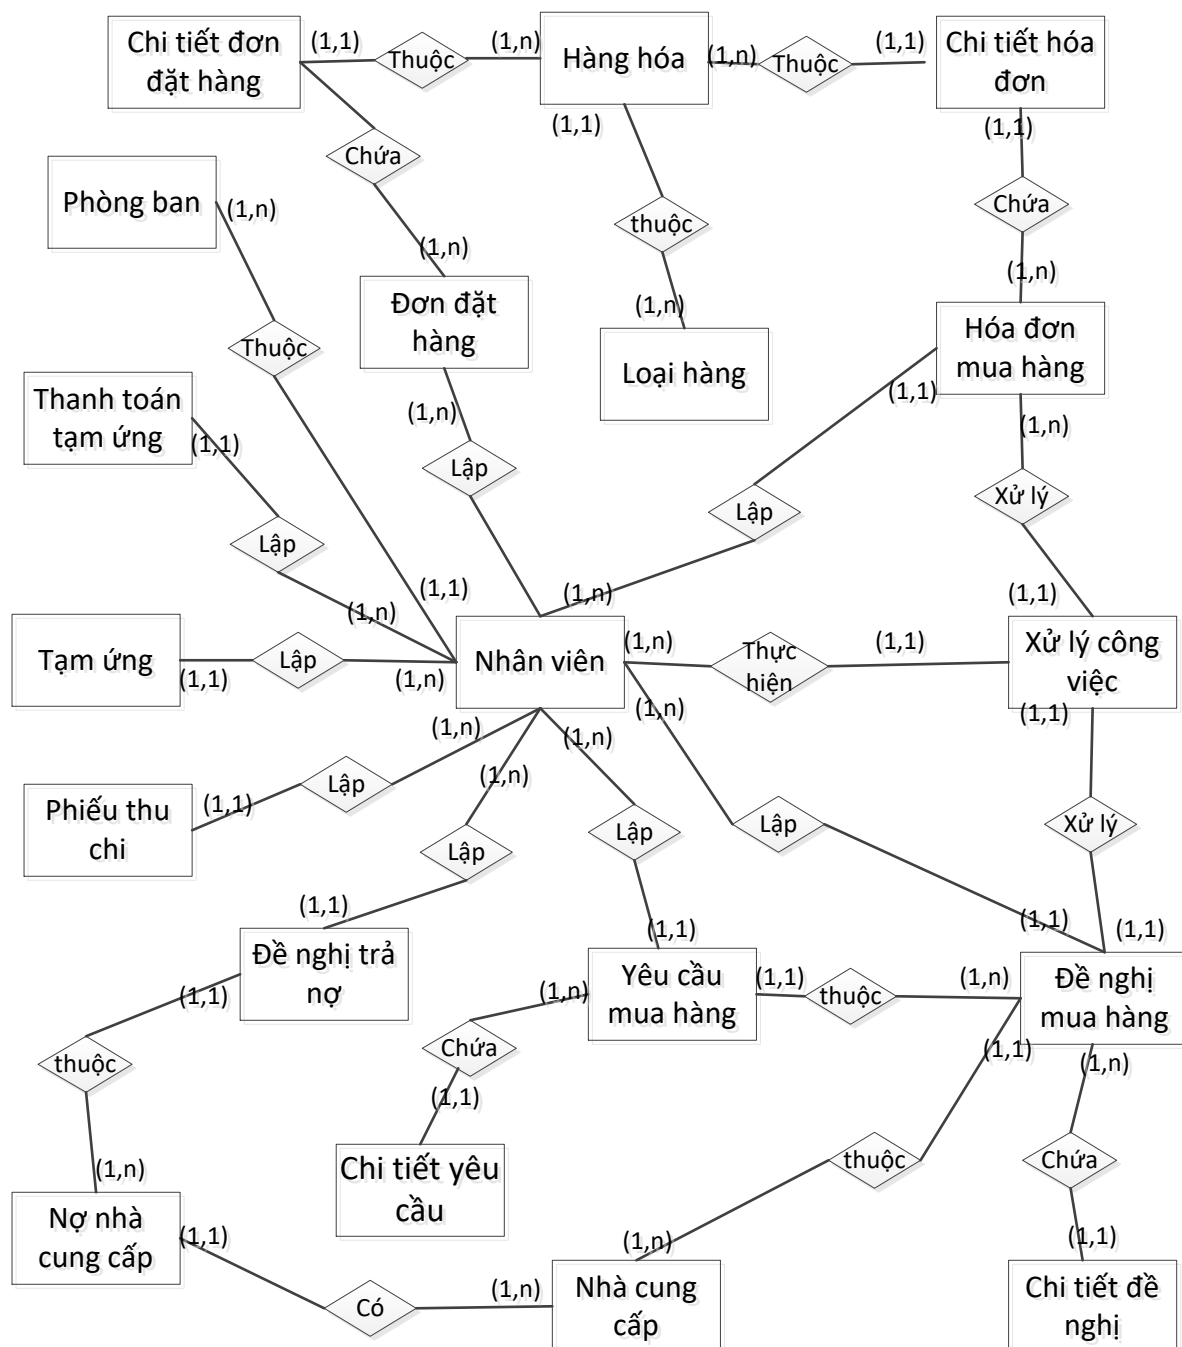 Chi tiết đơn
đặt hàng
(1,1)
Thuộc
(1,n)
Hàng hóa
(1,n)
Thuộc
(1,1)
Chi tiết hóa
đơn
(1,1)
(1,1)
Chứa
Phòng ban
(1,n)
thuộc
Chứa
(1,n)
(1,n)
Đơn đặt
hàng
(1,n)
Hóa đơn
mua hàng
Thuộc
Loại hàng
Thanh toán
tạm ứng
(1,1)
(1,n)
(1,1)
(1,n)
Lập
Xử lý
Lập
Lập
(1,1)
(1,n)
(1,n)
(1,1)
Tạm ứng
(1,1)
Lập
(1,n)
Nhân viên
(1,n)
Thực
hiện
(1,1)
Xử lý công
việc
(1,n)
(1,1)
(1,n)
(1,n)
(1,n)
Phiếu thu
chi
(1,1)
Lập
Lập
Lập
Lập
Xử lý
(1,1)
(1,1)
(1,1)
(1,1)
Đề nghị trả
nợ
(1,1)
Yêu cầu
mua hàng
(1,n)
(1,1)
thuộc
(1,n)
Đề nghị
mua hàng
thuộc
Chứa
(1,1)
(1,1)
(1,n)
(1,n)
Chi tiết yêu
cầu
thuộc
Chứa
Nợ nhà
cung cấp
(1,1)
(1,n)
(1,1)
Có
(1,n)
Nhà cung
cấp
Chi tiết đề
nghị